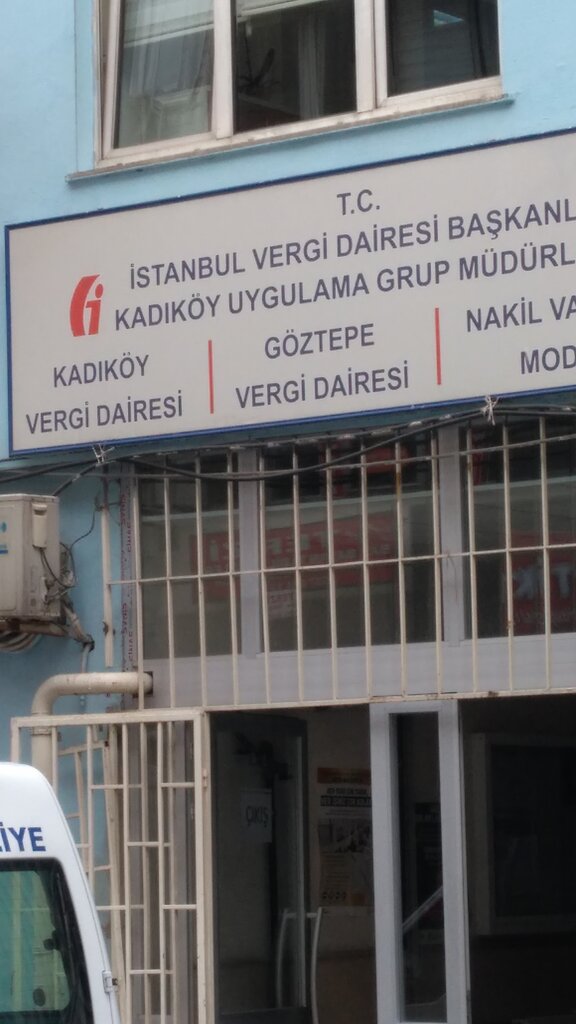 T.C.
İSTANBUL VERGİ DAİRESİ BAŞKANL
KADIKÖY UYGULAMA GRUP MÜDÜRL
KADIKÖY
VERGİ DAİRESİ
GÖZTEPE
VERGİ DAİRESİ
NAKİL VA
MOD
ÇIKIŞ
İYE